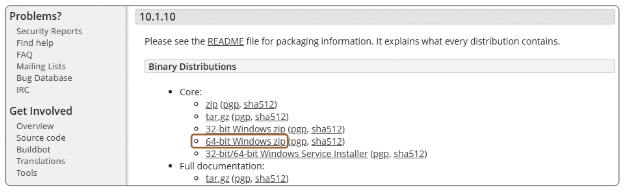 Problems?
Security Reports
Find help
FAQ
Mailing Lists
Bug Database
IRC
Get Involved
Overview
Source code
Buildbot
Translations
Tools
10.1.10
Please see the README file for packaging information. It explains what every distribution contains.
Binary Distributions
Core:
zip (pgp, sha512)
tar.gz (pgp, sha512)
32-bit Windows zip (pgp, sha512)
64-bit Windows zip (pgp, sha512)
32-bit/64-bit Windows Service Installer (pgp, sha512)
Full documentation:
tar.gz (pgp, sha512)